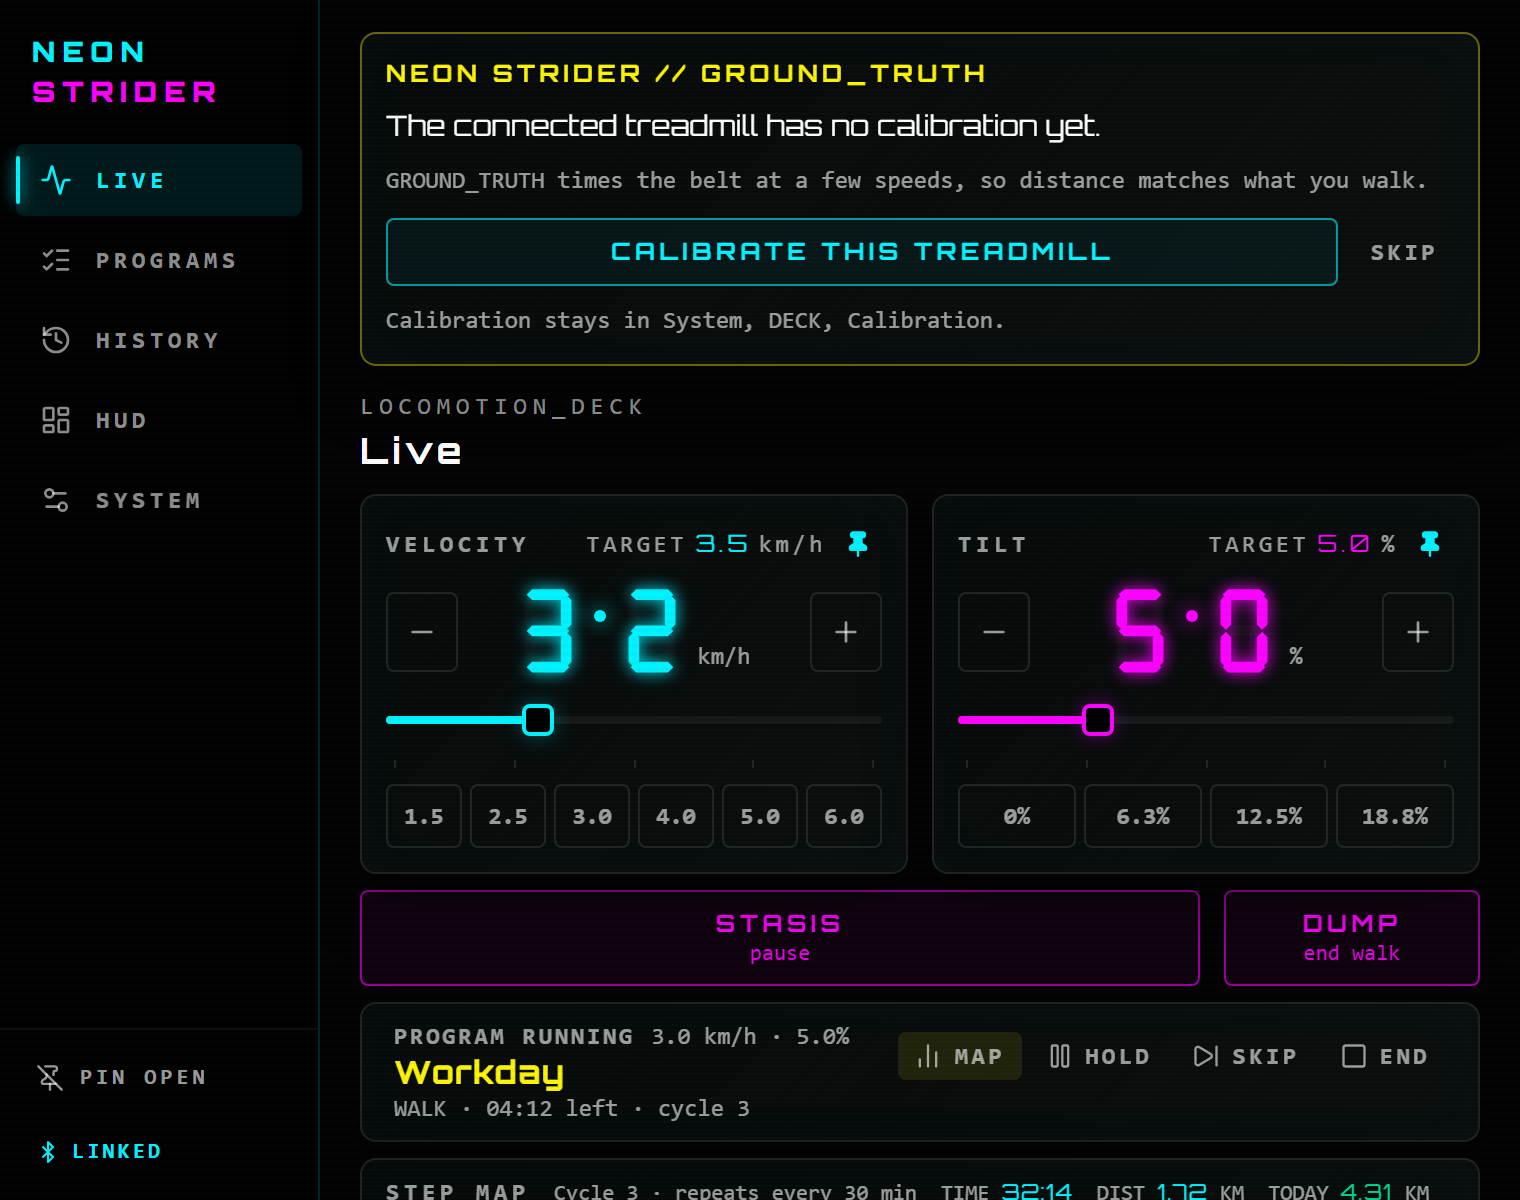 NEON
STRIDER
LIVE
PROGRAMS
HISTORY
HUD
SYSTEM
PIN OPEN
LINKED
NEON STRIDER // GROUND_TRUTH
The connected treadmill has no calibration yet.
GROUND_TRUTH times the belt at a few speeds, so distance matches what you walk.
CALIBRATE THIS TREADMILL
SKIP
Calibration stays in System, DECK, Calibration.
LOCOMOTION_DECK
Live
VELOCITY TARGET 3.5 km/h
3.2 km/h
1.5 2.5 3.0 4.0 5.0 6.0
TILT TARGET 5.0 %
5.0 %
0% 6.3% 12.5% 18.8%
STASIS
pause
DUMP
end walk
PROGRAM RUNNING 3.0 km/h · 5.0%
Workday
WALK · 04:12 left · cycle 3
MAP HOLD SKIP END
STEP MAP Cycle 3 · repeats every 30 min TIME 32:14 DIST 1.72 KM TODAY 4.31 KM